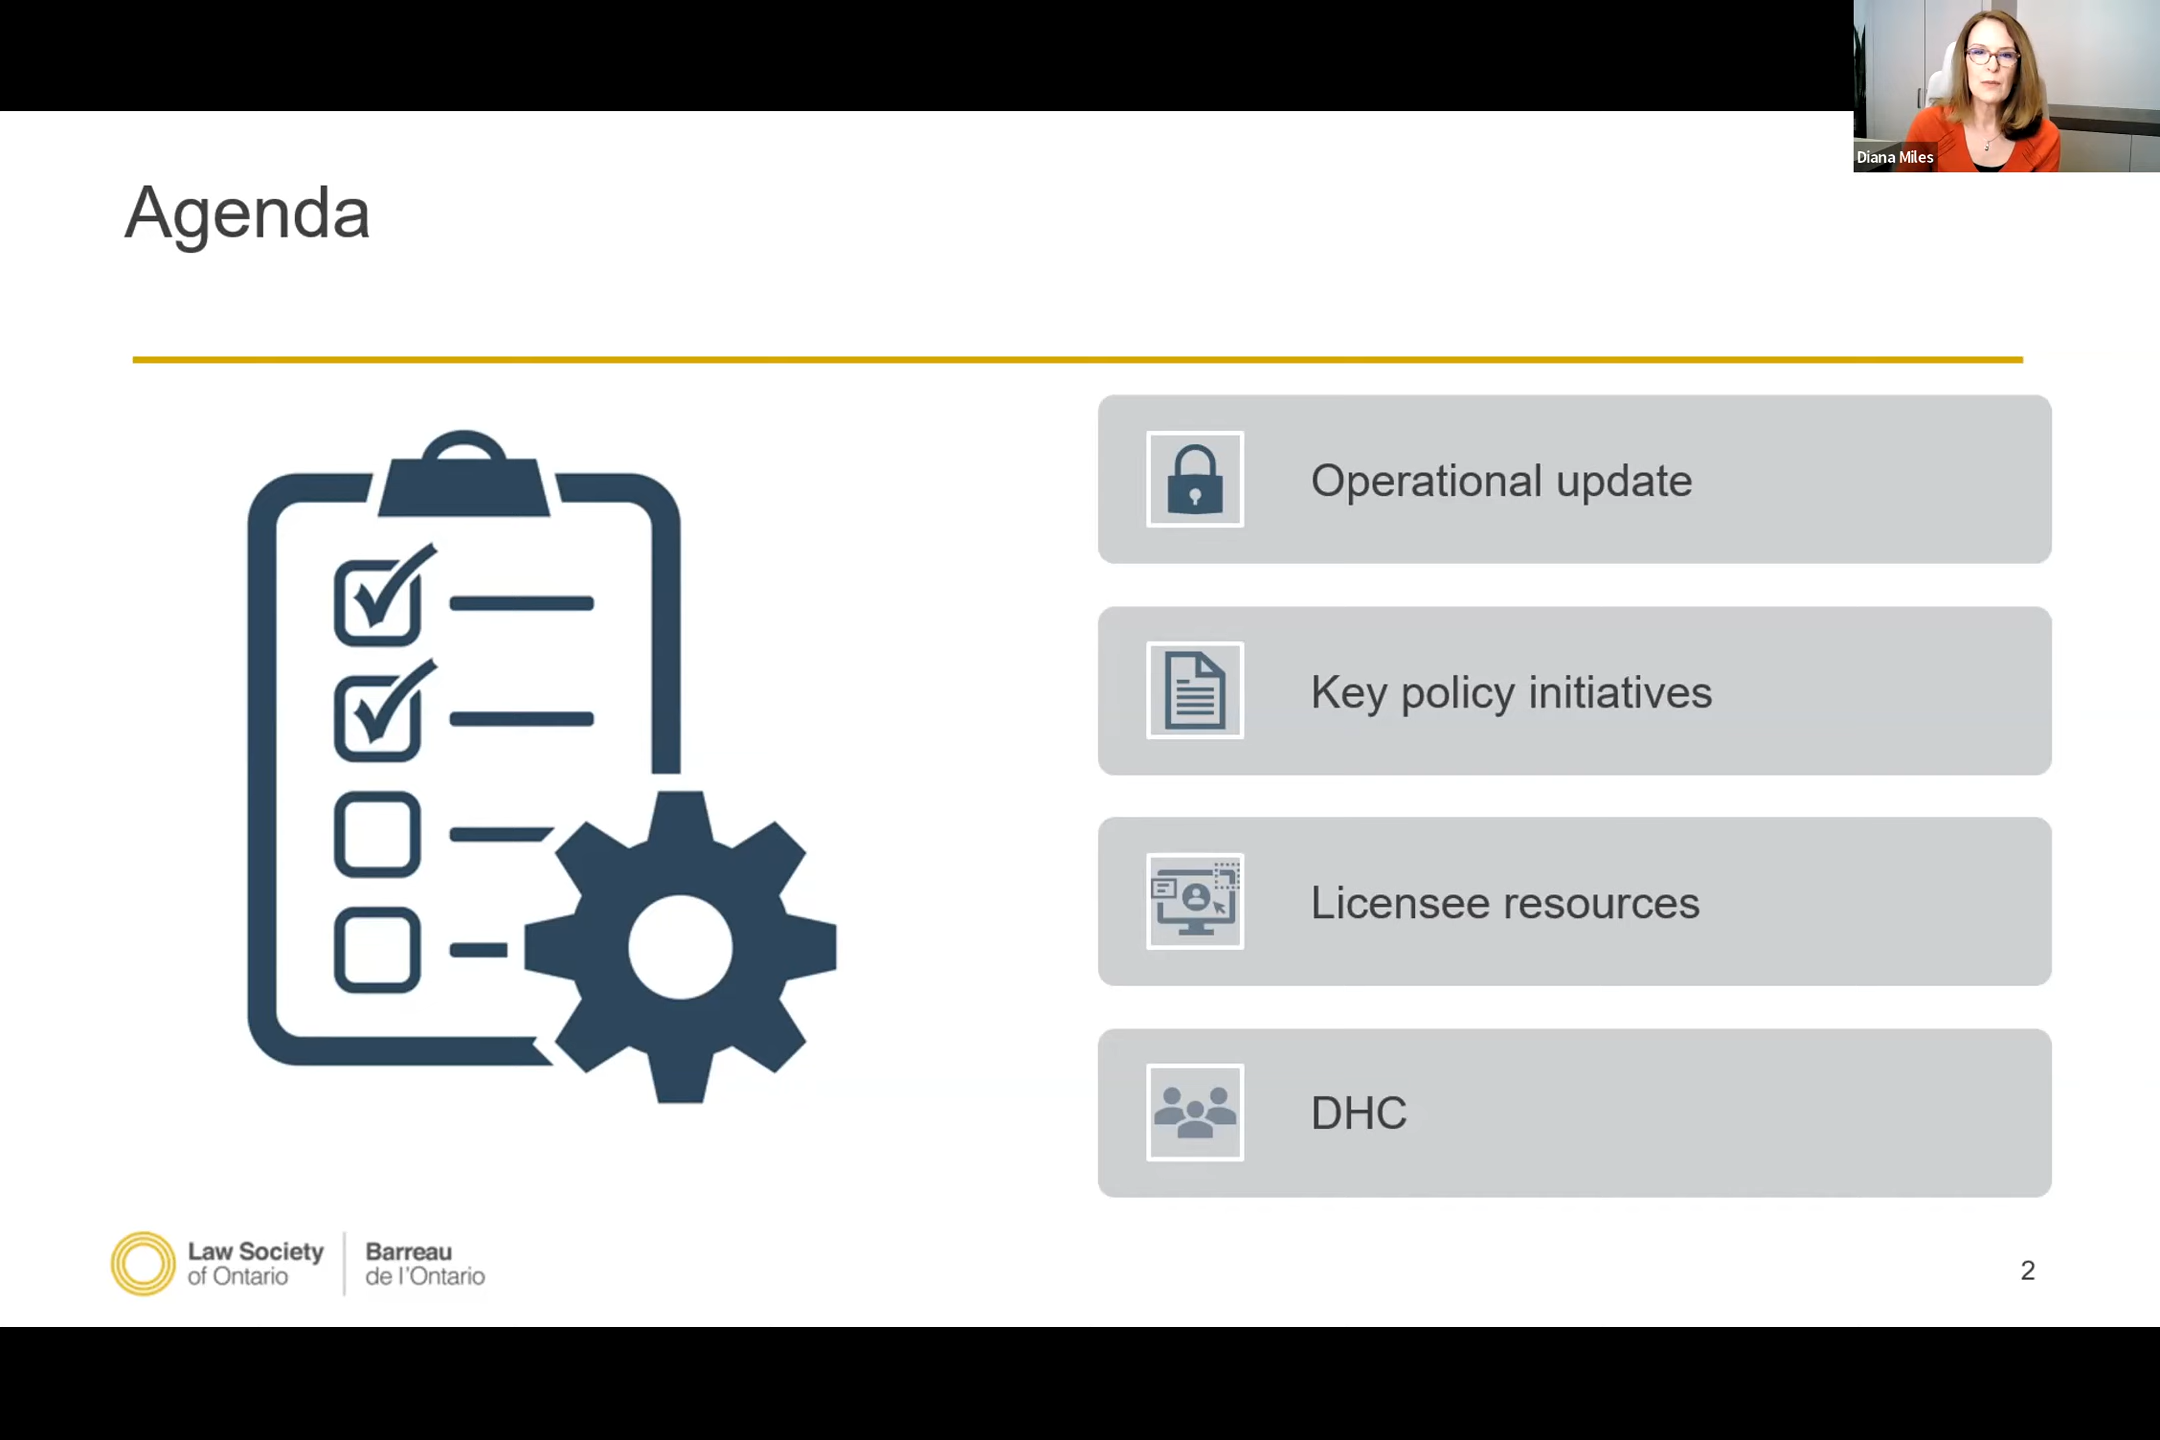 Diana Miles
Agenda
Operational update
Key policy initiatives
Licensee resources
DHC
Law Society
of Ontario
Barreau
de l'Ontario
2